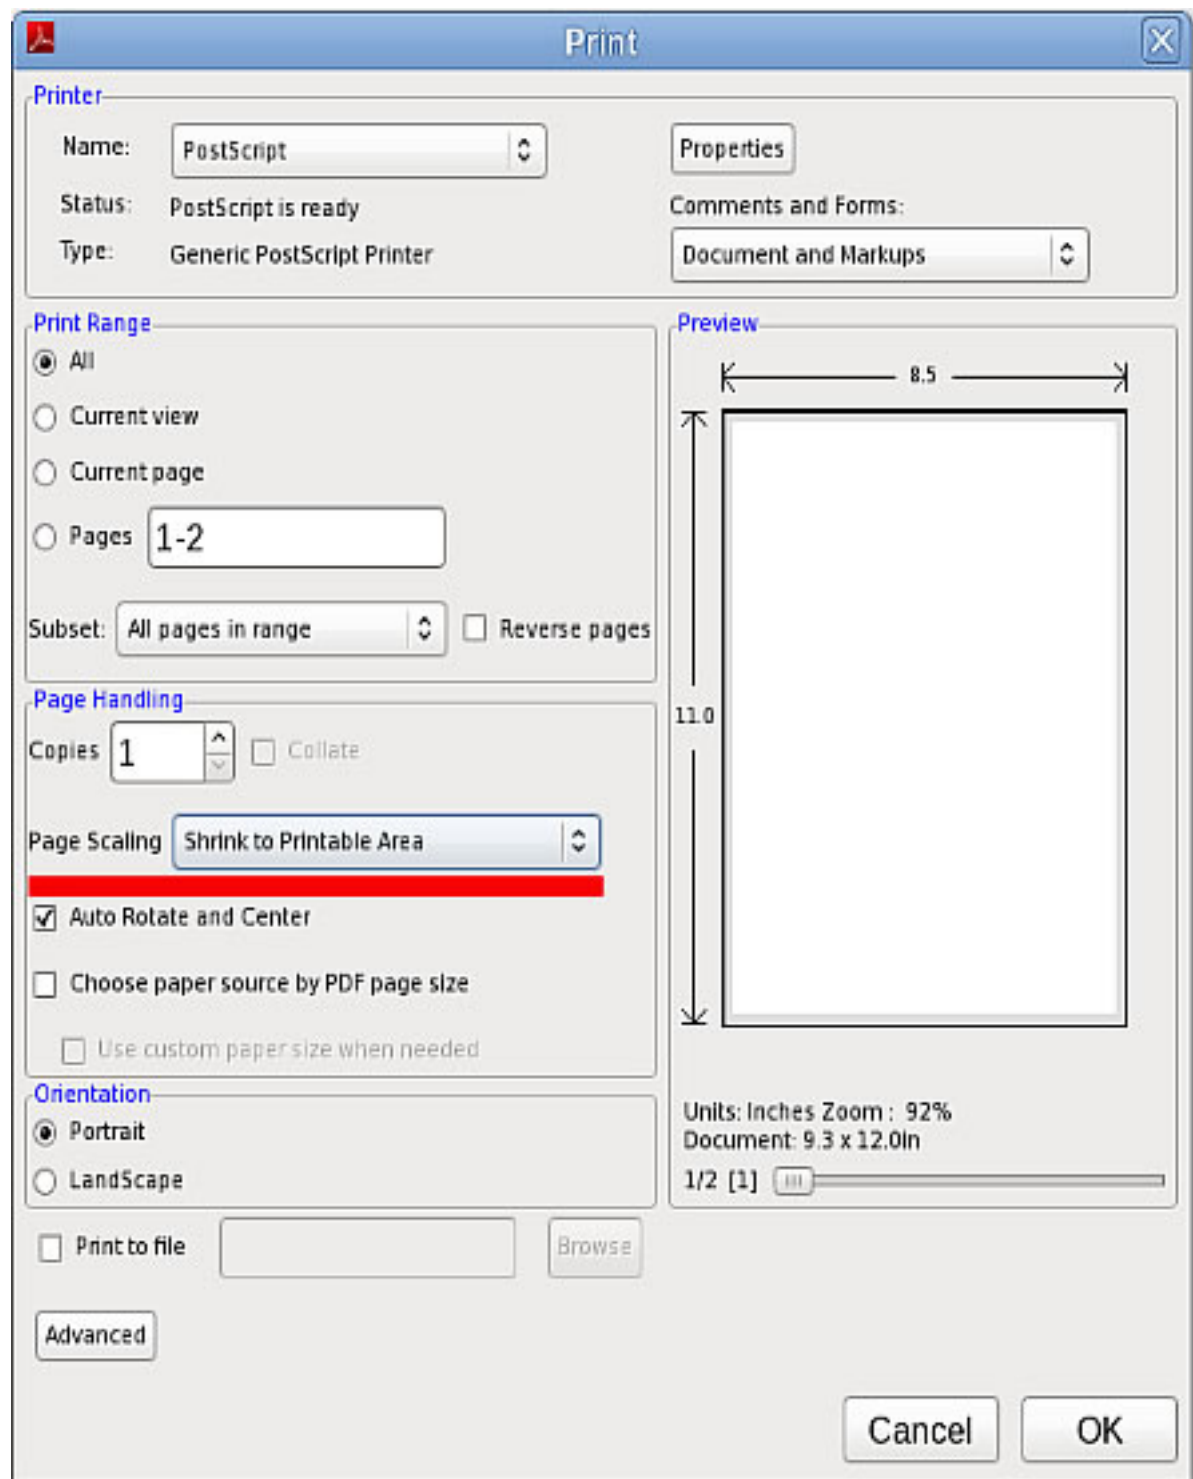 Print
Printer
Name: PostScript Properties
Status: PostScript is ready Comments and Forms:
Type: Generic PostScript Printer Document and Markups
Print Range
All
Current view
Current page
Pages 1-2
Subset: All pages in range Reverse pages
Preview
8.5
11.0
Page Handling
Copies 1 Collate
Page Scaling Shrink to Printable Area
Auto Rotate and Center
Choose paper source by PDF page size
Use custom paper size when needed
Orientation
Portrait
LandScape
Units: Inches Zoom : 92%
Document: 9.3 x 12.0in
1/2 [1]
Print to file Browse
Advanced
Cancel OK